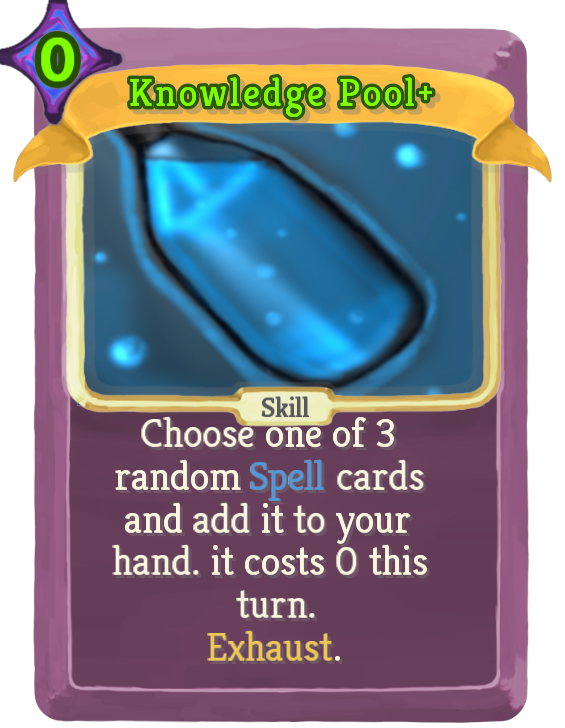 0
Knowledge Pool+
Skill
Choose one of 3
random Spell cards
and add it to your
hand. it costs 0 this
turn.
Exhaust.